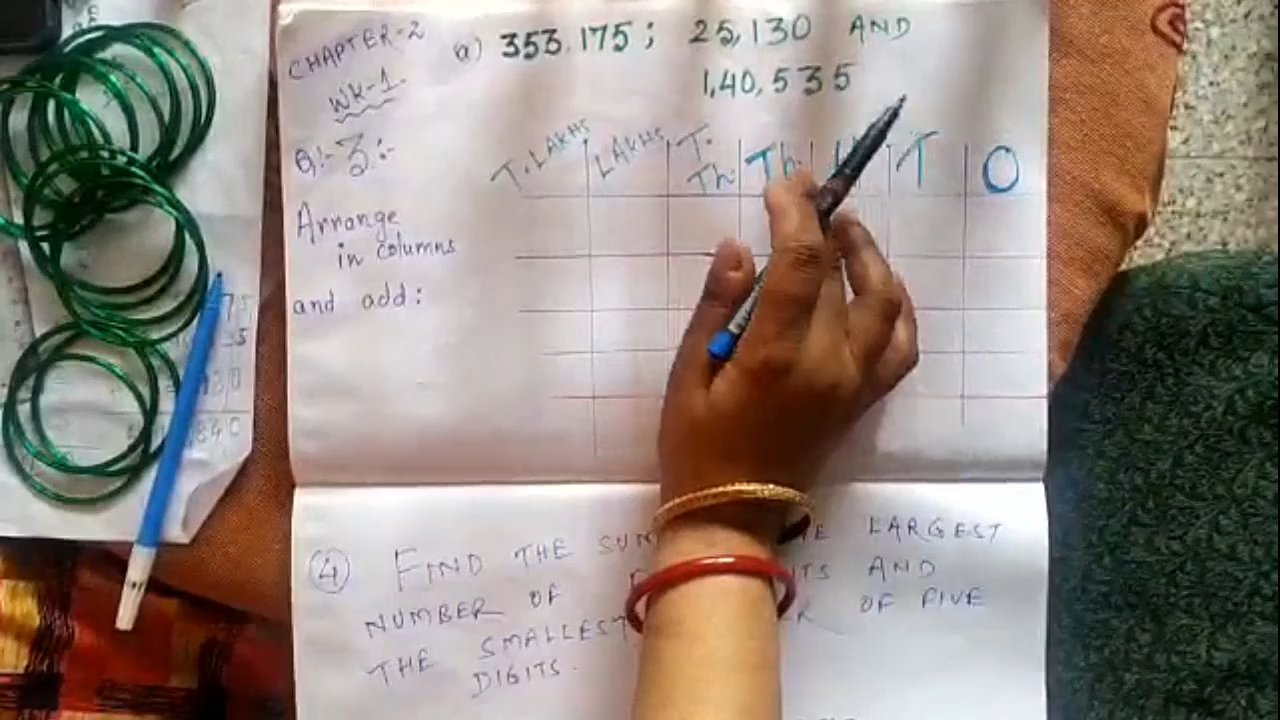 CHAPTER-2
WK-1
a) 353.175; 25,130 AND
1,40,535
Q:- 3:-
T. LAKHS LAKHS T. Th Th T O
Arrange
in columns
and add:
4 FIND THE SUM LARGEST
NUMBER OF AND
THE SMALLEST OF FIVE
DIGITS.